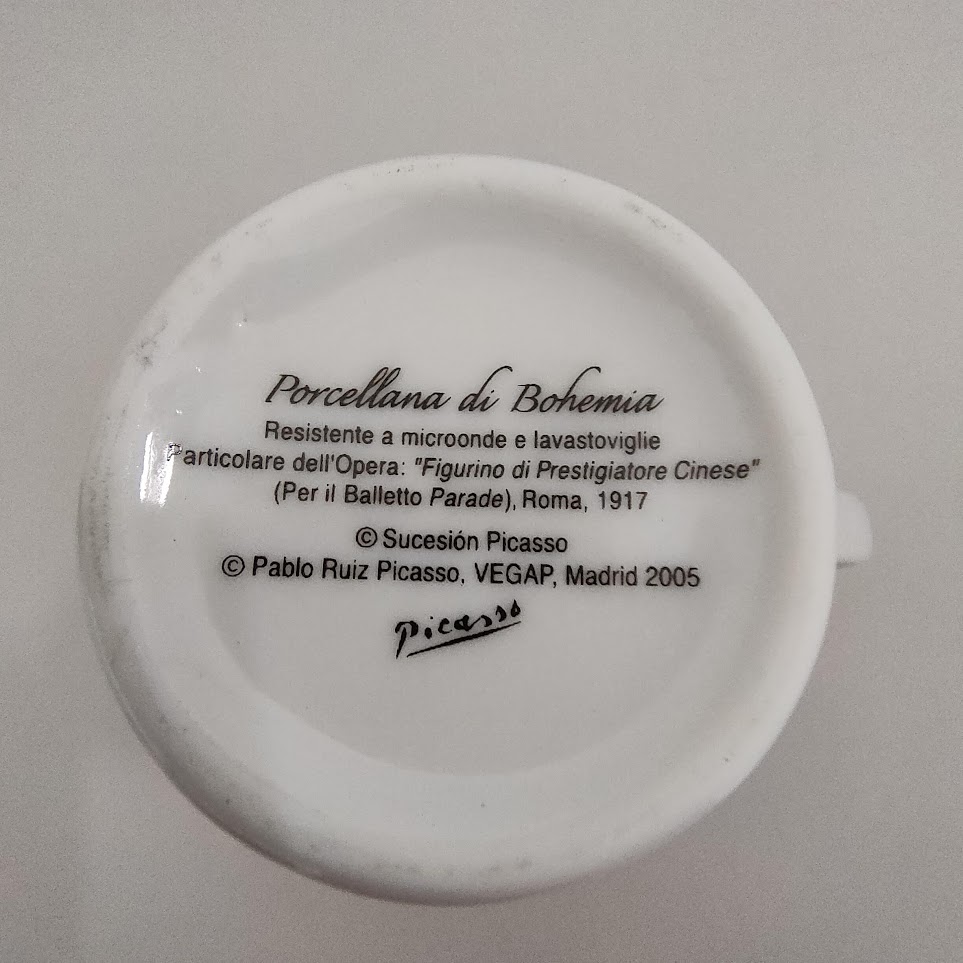 Porcellana di Bohemia
Resistente a microonde e lavastoviglie
Particolare dell'Opera: "Figurino di Prestigiatore Cinese"
(Per il Balletto Parade), Roma, 1917
© Sucesión Picasso
© Pablo Ruiz Picasso, VEGAP, Madrid 2005
Picasso